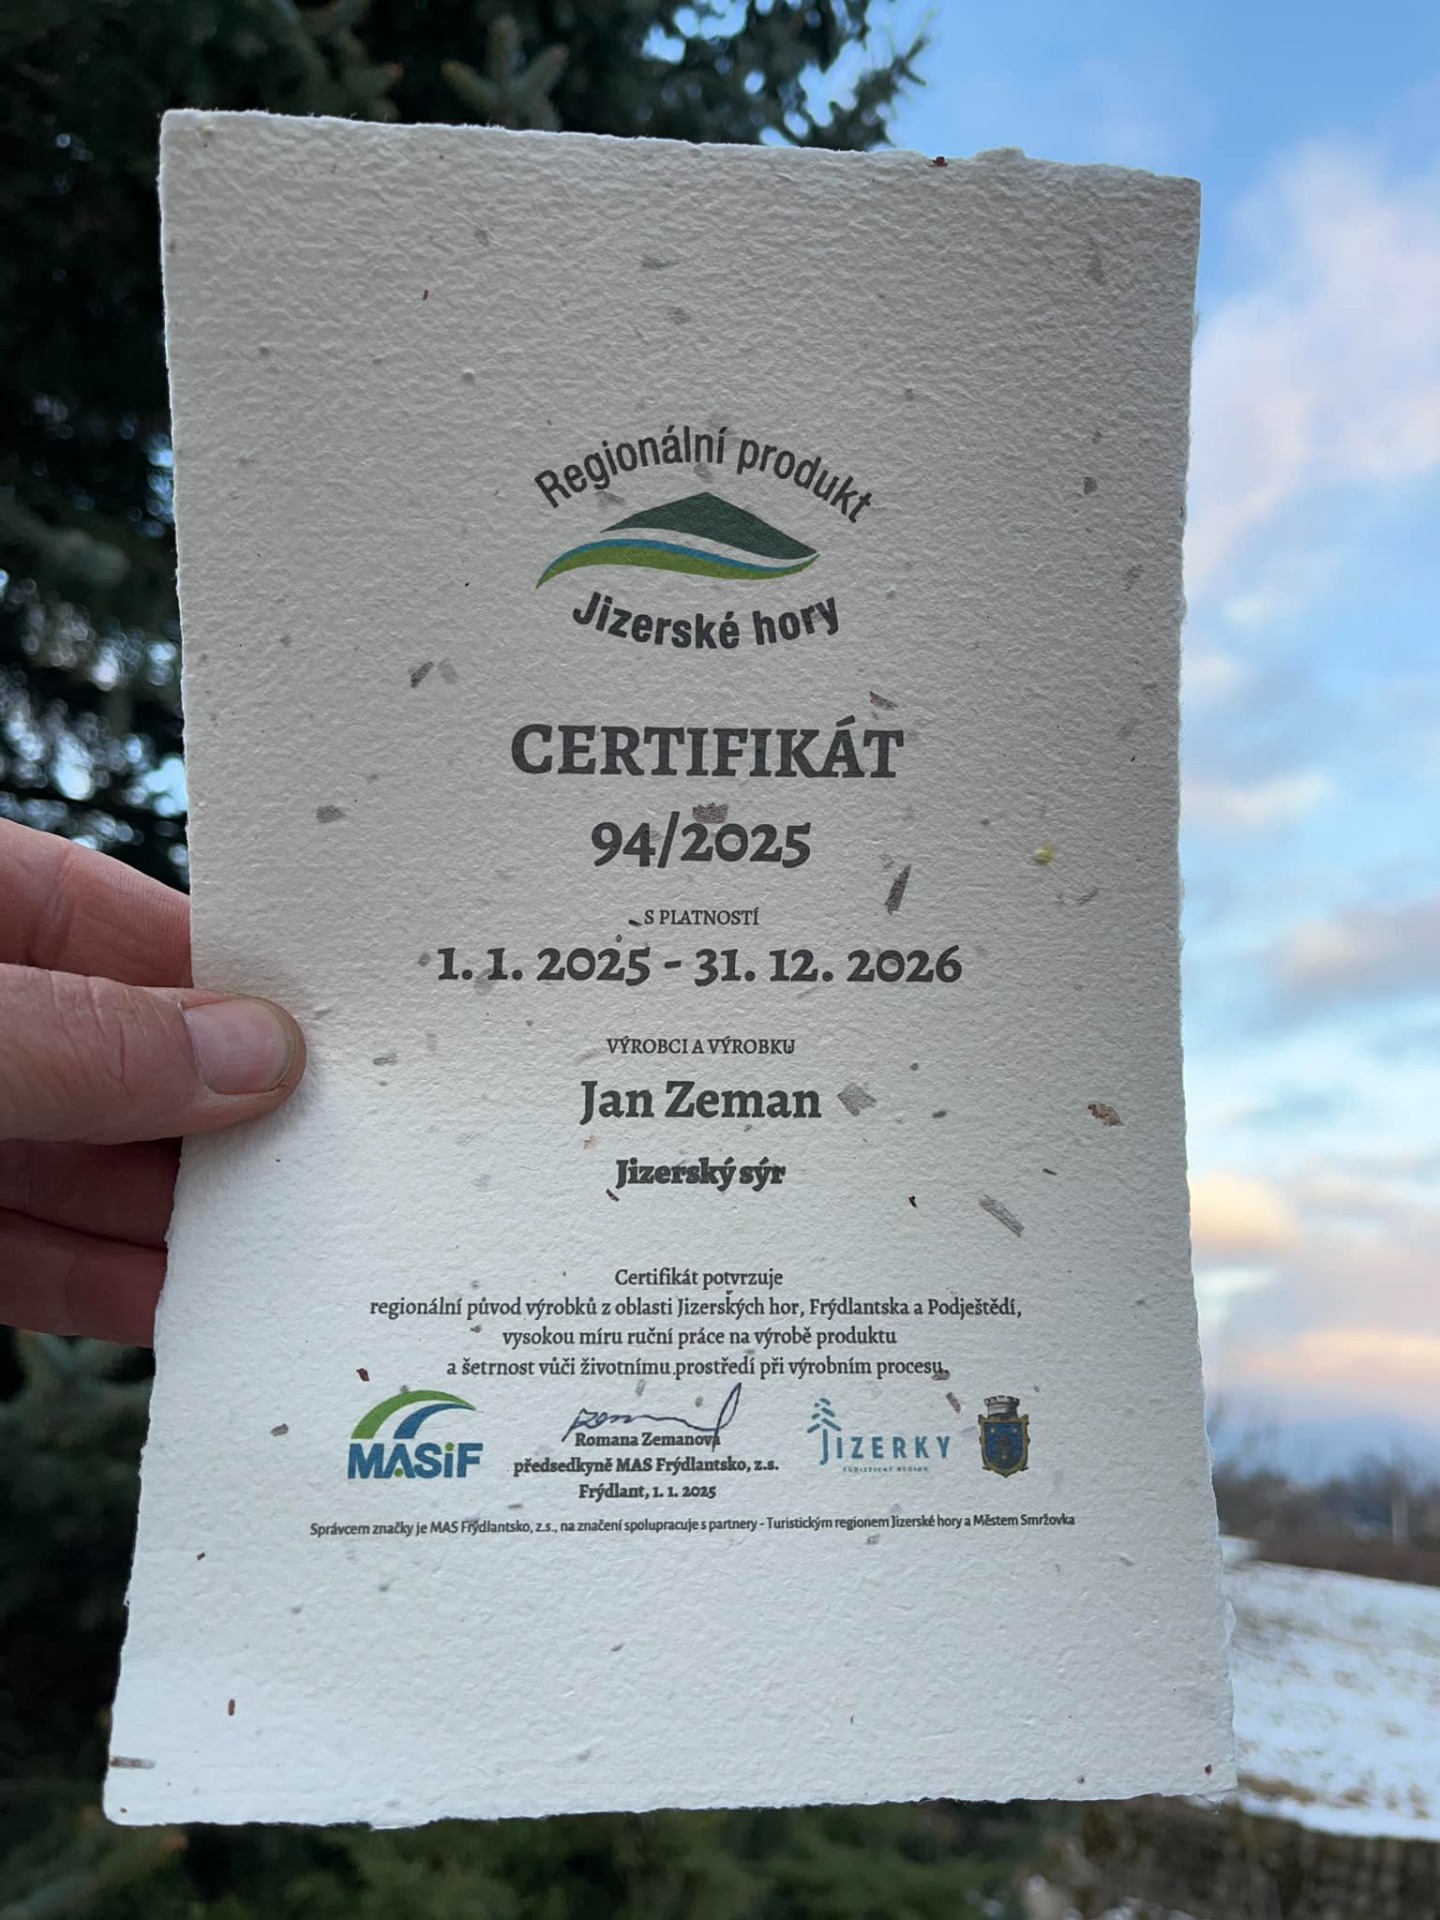 Regionální produkt
Jizerské hory
CERTIFIKÁT
94/2025
S PLATNOSTÍ
1. 1. 2025 - 31. 12. 2026
VÝROBCI A VÝROBKU
Jan Zeman
Jizerský sýr
Certifikát potvrzuje
regionální původ výrobků z oblasti Jizerských hor, Frýdlantska a Podještědí,
vysokou míru ruční práce na výrobě produktu
a šetrnost vůči životnímu prostředí při výrobním procesu.
MASiF
Romana Zemanová
předsedkyně MAS Frýdlantsko, z.s.
Frýdlant, 1. 1. 2025
JIZERKY
TURISTICKÝ REGION
Správcem značky je MAS Frýdlantsko, z.s., na značení spolupracuje s partnery - Turistickým regionem Jizerské hory a Městem Smržovka